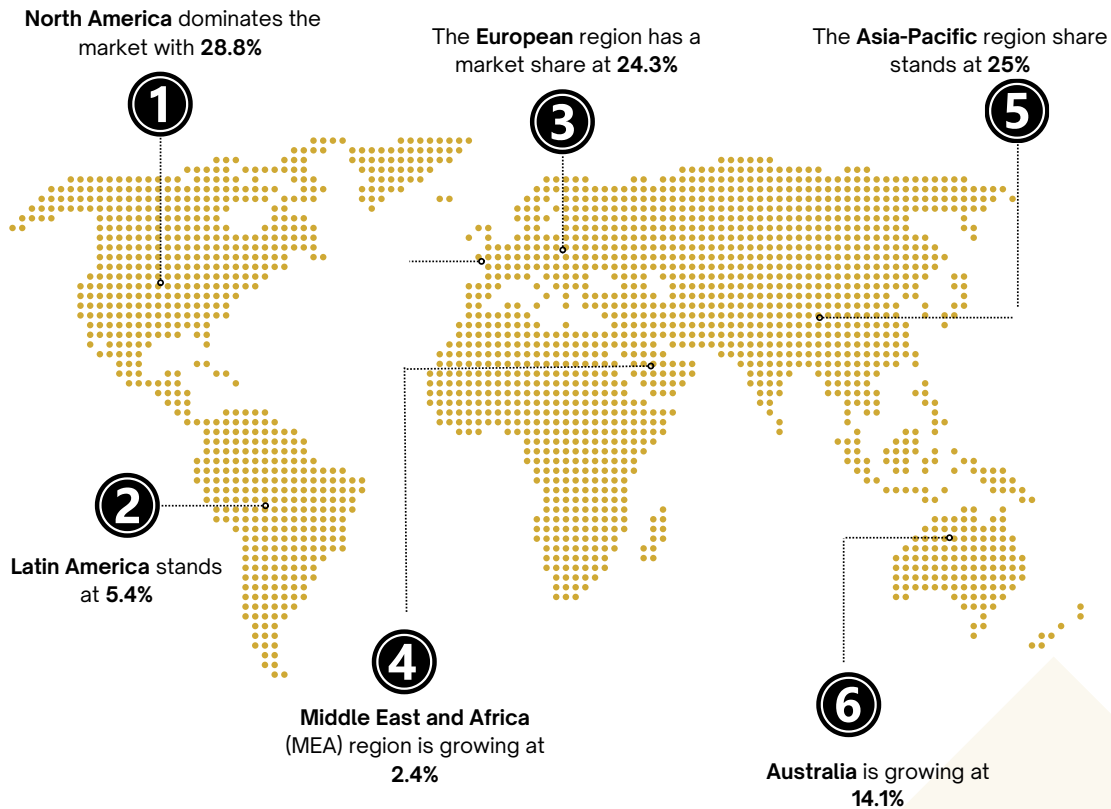 North America dominates the
market with 28.8%
1
The European region has a
market share at 24.3%
3
The Asia-Pacific region share
stands at 25%
5
2
Latin America stands
at 5.4%
4
Middle East and Africa
(MEA) region is growing at
2.4%
6
Australia is growing at
14.1%